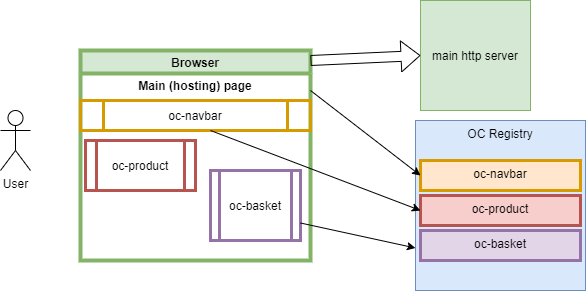 main http server
Browser
Main (hosting) page
oc-navbar
oc-product
oc-basket
User
OC Registry
oc-navbar
oc-product
oc-basket